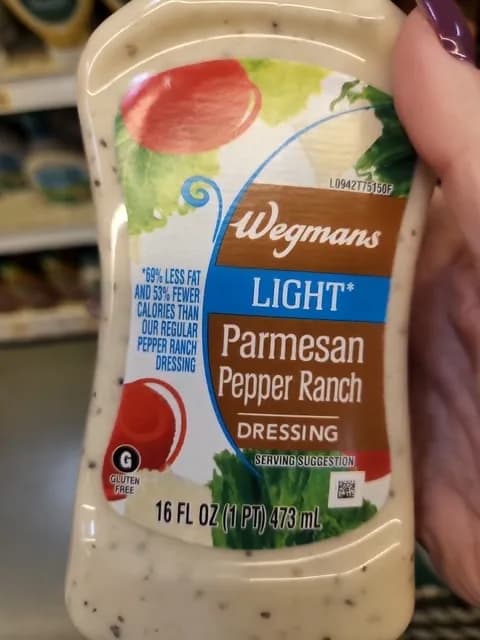 L0942T75150F
Wegmans
LIGHT*
*69% LESS FAT
AND 53% FEWER
CALORIES THAN
OUR REGULAR
PEPPER RANCH
DRESSING
Parmesan
Pepper Ranch
DRESSING
SERVING SUGGESTION
G
GLUTEN
FREE
16 FL OZ (1 PT) 473 mL